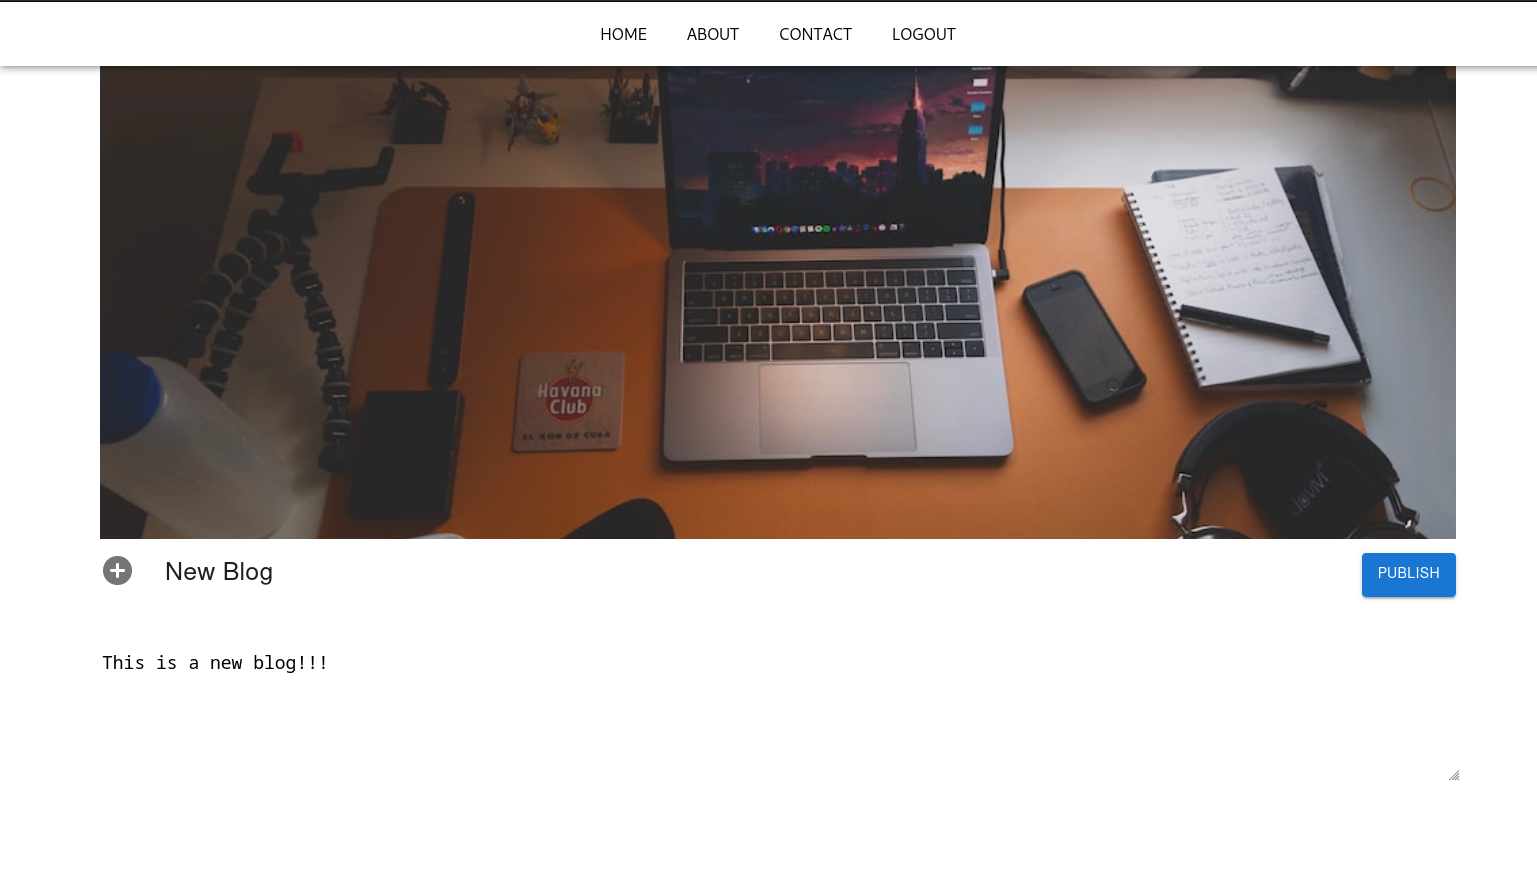 HOME ABOUT CONTACT LOGOUT
Havana
Club
EL RON DE CUBA
New Blog
PUBLISH
This is a new blog!!!